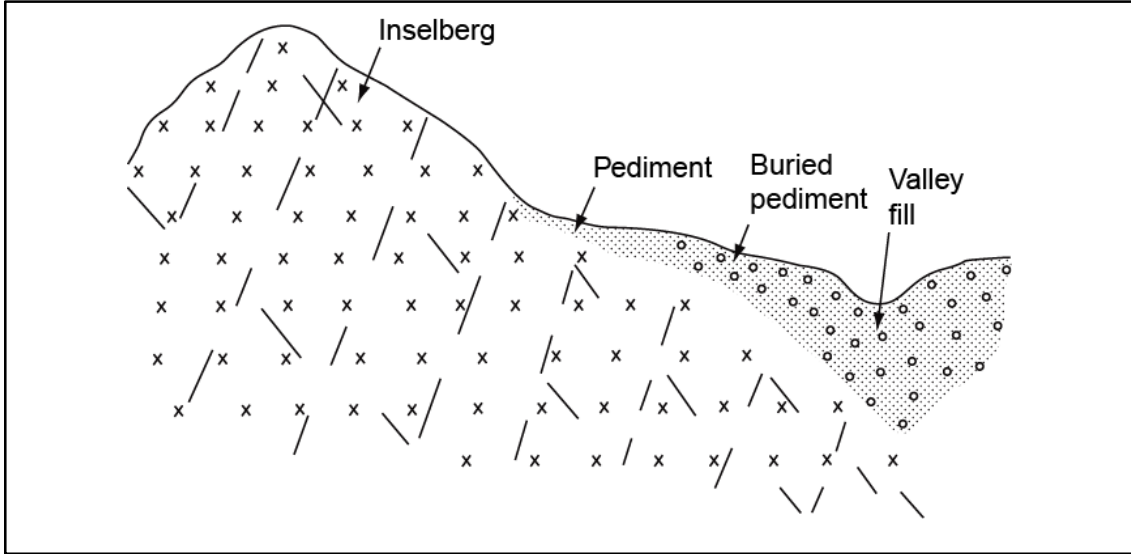 Inselberg
Pediment
Buried
pediment
Valley
fill